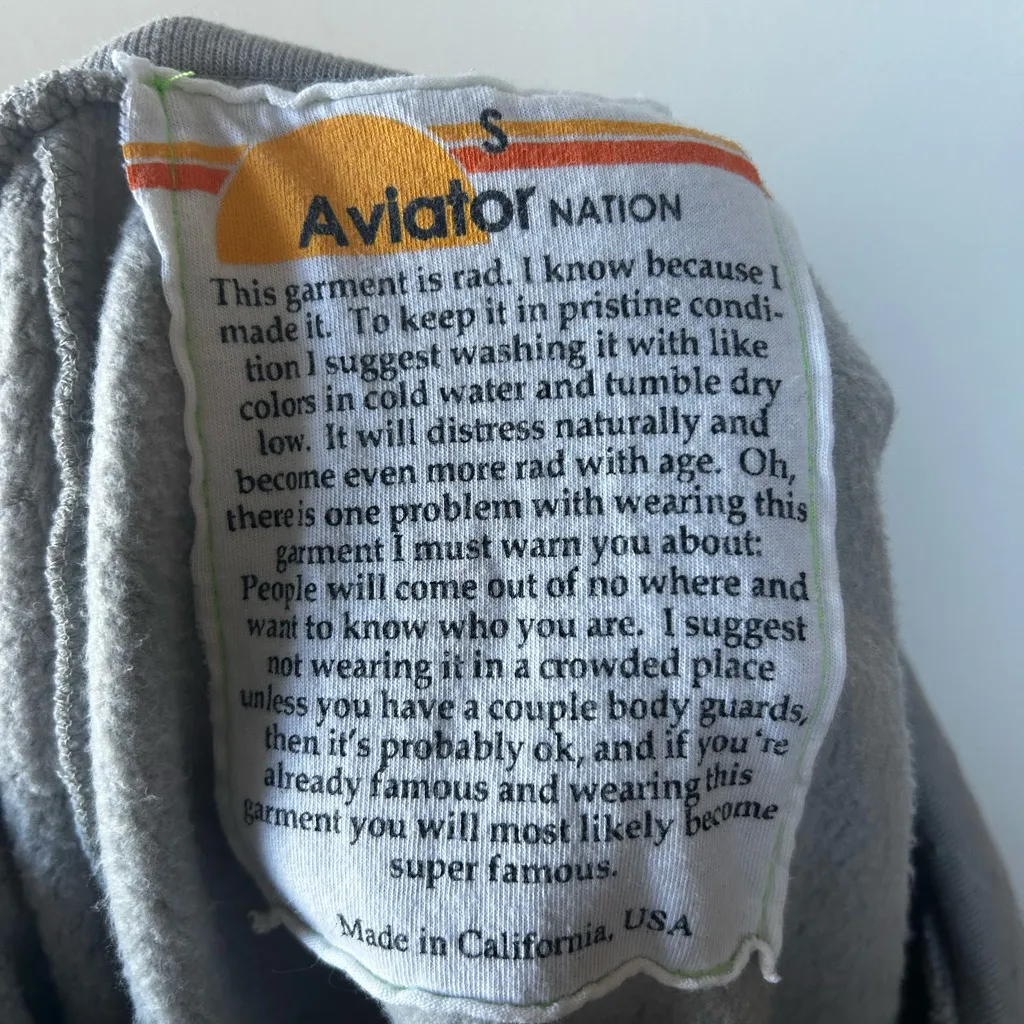 S
Aviator NATION
This garment is rad. I know because I
made it. To keep it in pristine condi-
tion I suggest washing it with like
colors in cold water and tumble dry
low. It will distress naturally and
become even more rad with age. Oh,
there is one problem with wearing this
garment I must warn you about:
People will come out of no where and
want to know who you are. I suggest
not wearing it in a crowded place
unless you have a couple body guards,
then it's probably ok, and if you're
already famous and wearing this
garment you will most likely become
super famous.
Made in California, USA